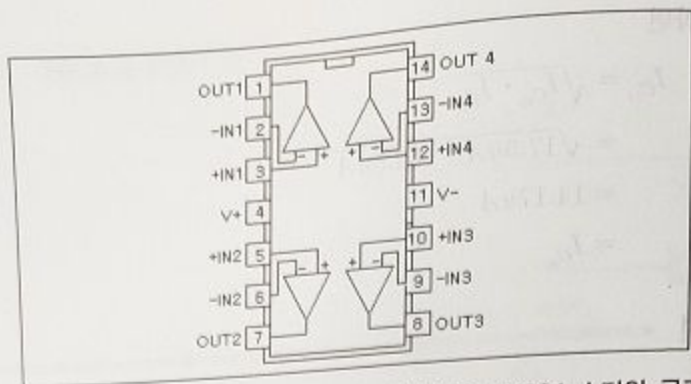 OUT1 1
-IN1 2
+IN1 3
V+ 4
+IN2 5
-IN2 6
OUT2 7
14 OUT 4
13 -IN4
12 +IN4
11 V-
10 +IN3
9 -IN3
8 OUT3
- +
+ -
- +
+ -